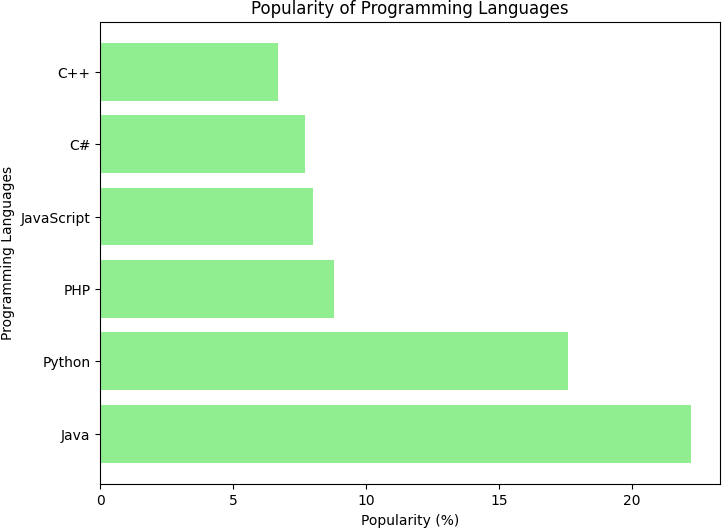 Popularity of Programming Languages
Programming Languages
C++
C#
JavaScript
PHP
Python
Java
0 5 10 15 20
Popularity (%)